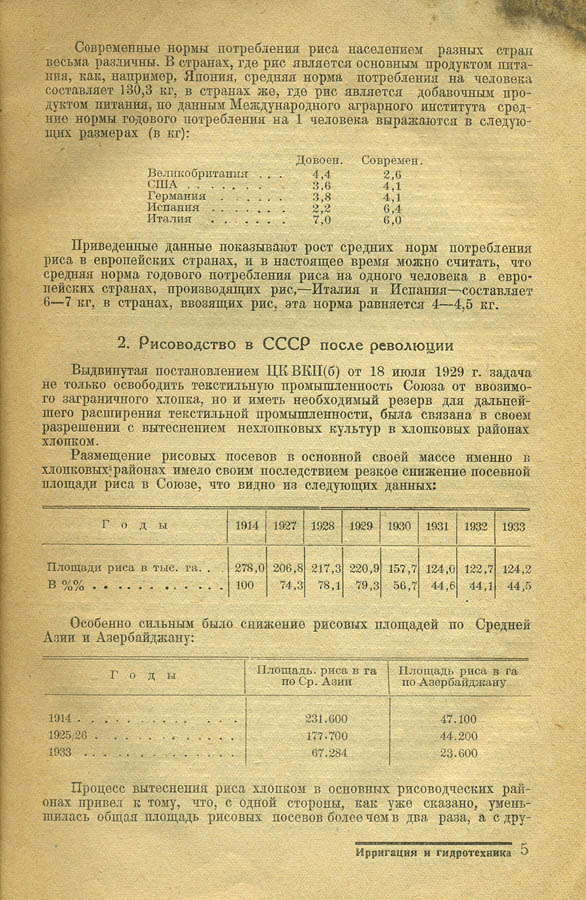 Современные нормы потребления риса населением разных стран
весьма различны. В странах, где рис является основным продуктом пита-
ния, как, например, Япония, средняя норма потребления на человека
составляет 130,3 кг, в странах же, где рис является добавочным про-
дуктом питания, по данным Международного аграрного института сред-
ние нормы годового потребления на 1 человека выражаются в следую-
щих размерах (в кг):
Довоен. Современ.
Великобритания . . . 4,4 2,6
США . . . . . . . 3,6 4,1
Германия . . . . . . 3,8 4,1
Испания . . . . . . . 2,2 6,4
Италия . . . . . . . 7,0 6,0
Приведенные данные показывают рост средних норм потребления
риса в европейских странах, и в настоящее время можно считать, что
средняя норма годового потребления риса на одного человека в евро-
пейских странах, производящих рис,—Италия и Испания—составляет
6—7 кг, в странах, ввозящих рис, эта норма равняется 4—4,5 кг.
2. Рисоводство в СССР после революции
Выдвинутая постановлением ЦК ВКП(б) от 18 июля 1929 г. задача
не только освободить текстильную промышленность Союза от ввозимо-
го заграничного хлопка, но и иметь необходимый резерв для дальней-
шего расширения текстильной промышленности, была связана в своем
разрешении с вытеснением нехлопковых культур в хлопковых районах
хлопком.
Размещение рисовых посевов в основной своей массе именно в
хлопковых районах имело своим последствием резкое снижение посевной
площади риса в Союзе, что видно из следующих данных:
Годы 1914 1927 1928 1929 1930 1931 1932 1933
Площади риса в тыс. га. . 278,0 206,8 217,3 220,9 157,7 124,0 122,7 124,2
В %% . . . . . . . . . . . . 100 74,3 78,1 79,3 56,7 44,6 44,1 44,5
Особенно сильным было снижение рисовых площадей по Средней
Азии и Азербайджану:
Годы Площадь. риса в га Площадь риса в га
по Ср. Азии по Азербайджану
1914 . . . . . . . . . . . 231.600 47.100
1925/26 . . . . . . . . . . 177.700 44.200
1933 . . . . . . . . . . . 67.284 23.600
Процесс вытеснения риса хлопком в основных рисоводческих рай-
онах привел к тому, что, с одной стороны, как уже сказано, умень-
шилась общая площадь рисовых посевов более чем в два раза, а с дру-
Ирригация и гидротехника 5